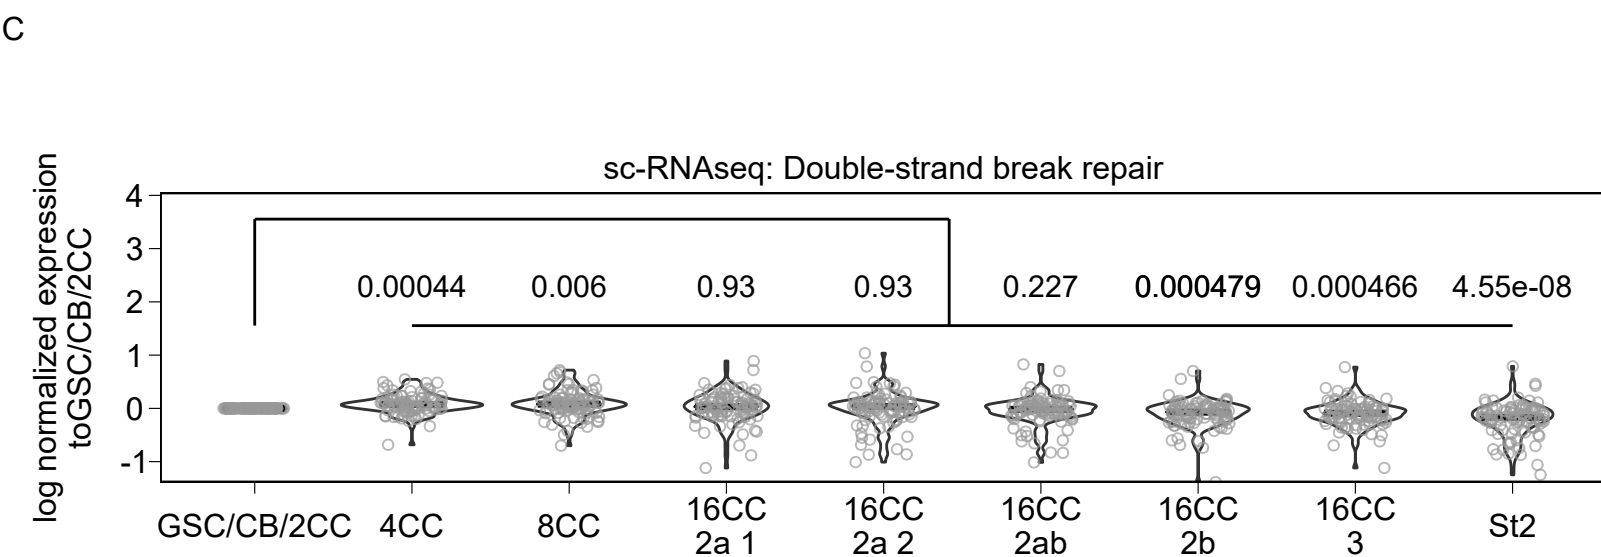 C
sc-RNAseq: Double-strand break repair
log normalized expression
toGSC/CB/2CC
4
3
2
1
0
-1
0.00044 0.006 0.93 0.93 0.227 0.000479 0.000466 4.55e-08
GSC/CB/2CC 4CC 8CC 16CC 2a 1 16CC 2a 2 16CC 2ab 16CC 2b 16CC 3 St2